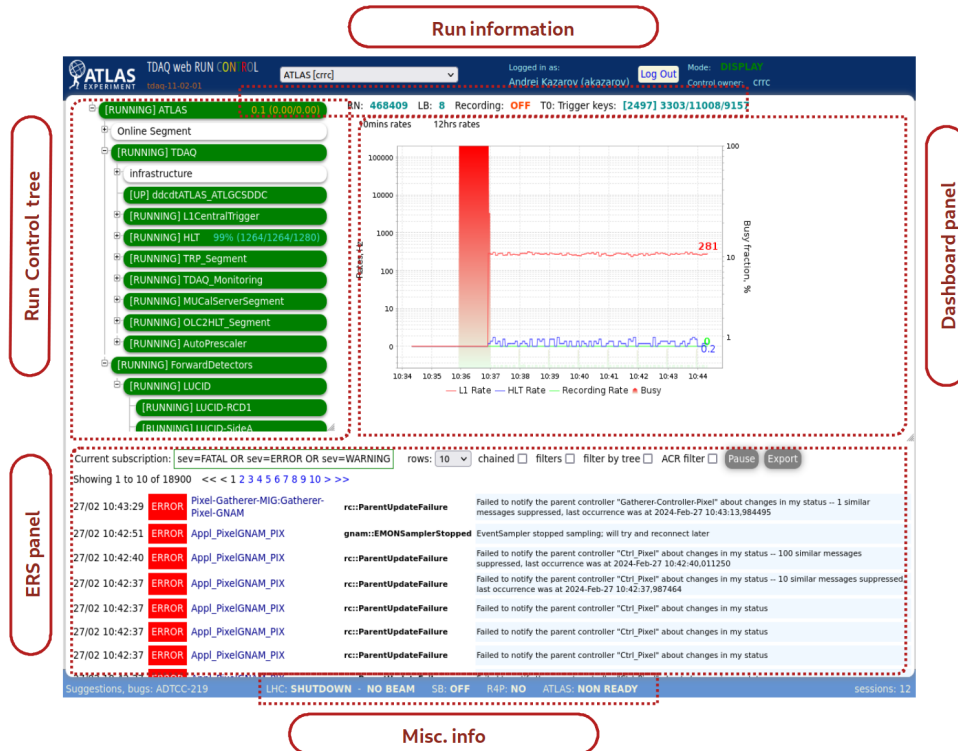 Run information
ATLAS
EXPERIMENT
TDAQ web RUN CONTROL
tdaq-11-02-01
ATLAS [crrc]
Logged in as:
Andrei Kazarov (akazarov)
Log Out
Mode: DISPLAY
Control owner: crrc
RN: 468409 LB: 8 Recording: OFF T0: Trigger keys: [2497] 3303/11008/9157
Run Control tree
[RUNNING] ATLAS 0.1 (0.00/0.00)
Online Segment
[RUNNING] TDAQ
infrastructure
[UP] ddcdtATLAS_ATLGCSDDC
[RUNNING] L1CentralTrigger
[RUNNING] HLT 99% (1264/1264/1280)
[RUNNING] TRP_Segment
[RUNNING] TDAQ_Monitoring
[RUNNING] MUCalServerSegment
[RUNNING] OLC2HLT_Segment
[RUNNING] AutoPrescaler
[RUNNING] ForwardDetectors
[RUNNING] LUCID
[RUNNING] LUCID-RCD1
[RUNNING] LUCID-SideA
Dashboard panel
10mins rates 12hrs rates
100000
10000
1000
100
10
0
Rates, Hz
100
10
1
Busy fraction, %
281
0
0.2
10:34 10:35 10:36 10:37 10:38 10:39 10:40 10:41 10:42 10:43 10:44
L1 Rate HLT Rate Recording Rate Busy
ERS panel
Current subscription: sev=FATAL OR sev=ERROR OR sev=WARNING rows: 10 chained filters filter by tree ACR filter Pause Export
Showing 1 to 10 of 18900 << < 1 2 3 4 5 6 7 8 9 10 > >>
27/02 10:43:29 ERROR Pixel-Gatherer-MIG:Gatherer-
Pixel-GNAM
rc::ParentUpdateFailure
Failed to notify the parent controller "Gatherer-Controller-Pixel" about changes in my status -- 1 similar
messages suppressed, last occurrence was at 2024-Feb-27 10:43:13,984495
27/02 10:42:51 ERROR Appl_PixelGNAM_PIX gnam::EMONSamplerStopped EventSampler stopped sampling; will try and reconnect later
27/02 10:42:40 ERROR Appl_PixelGNAM_PIX rc::ParentUpdateFailure
Failed to notify the parent controller "Ctrl_Pixel" about changes in my status -- 100 similar messages
suppressed, last occurrence was at 2024-Feb-27 10:42:40,011250
27/02 10:42:37 ERROR Appl_PixelGNAM_PIX rc::ParentUpdateFailure
Failed to notify the parent controller "Ctrl_Pixel" about changes in my status -- 10 similar messages suppressed,
last occurrence was at 2024-Feb-27 10:42:37,987464
27/02 10:42:37 ERROR Appl_PixelGNAM_PIX rc::ParentUpdateFailure Failed to notify the parent controller "Ctrl_Pixel" about changes in my status
27/02 10:42:37 ERROR Appl_PixelGNAM_PIX rc::ParentUpdateFailure Failed to notify the parent controller "Ctrl_Pixel" about changes in my status
27/02 10:42:37 ERROR Appl_PixelGNAM_PIX rc::ParentUpdateFailure Failed to notify the parent controller "Ctrl_Pixel" about changes in my status
Suggestions, bugs: ADTCC-219 LHC: SHUTDOWN - NO BEAM SB: OFF R4P: NO ATLAS: NON READY sessions: 12
Misc. info